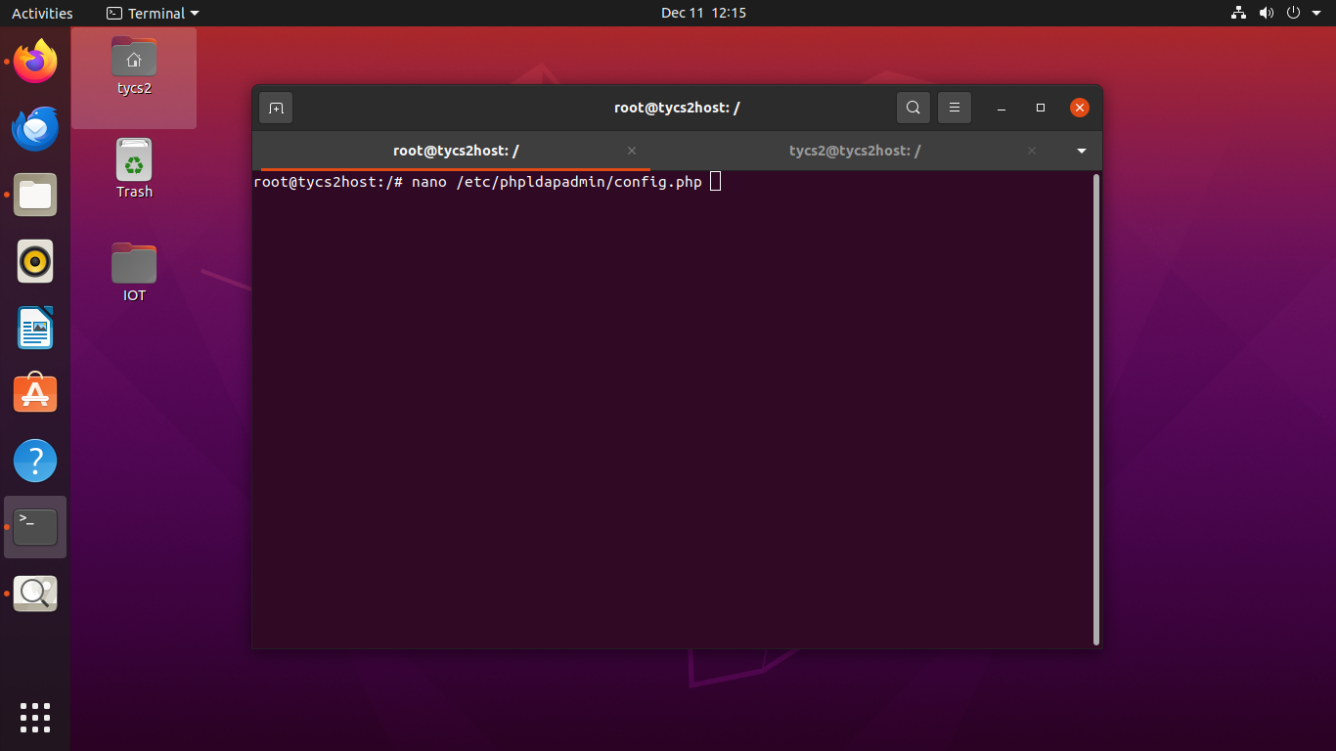 Activities
Terminal
Dec 11 12:15
tycs2
Trash
IOT
root@tycs2host: /
root@tycs2host: /
tycs2@tycs2host: /
root@tycs2host:/# nano /etc/phpldapadmin/config.php